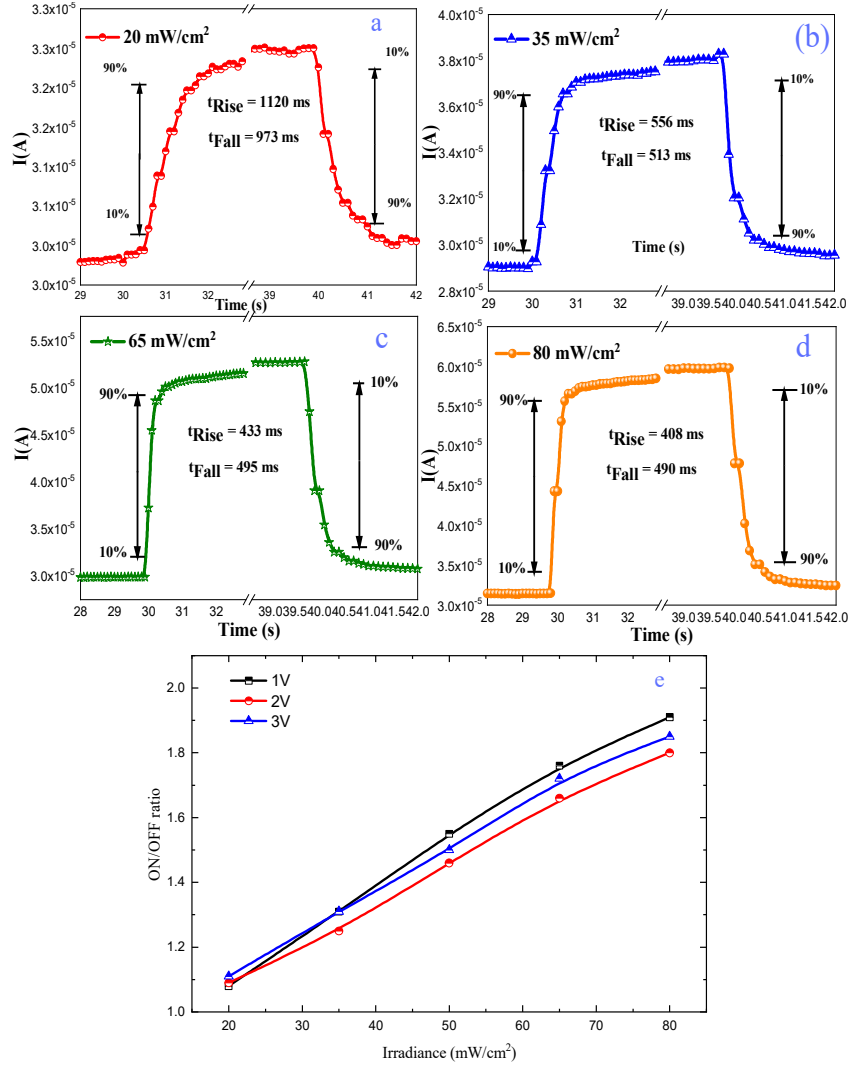 20 mW/cm²
a
I(A)
3.3x10⁻⁵
3.3x10⁻⁵
3.2x10⁻⁵
3.2x10⁻⁵
3.1x10⁻⁵
3.1x10⁻⁵
3.0x10⁻⁵
3.0x10⁻⁵
90%
10%
10%
90%
tRise = 1120 ms
tFall = 973 ms
29 30 31 32 40 41 42
Time (s)
35 mW/cm²
(b)
I(A)
4.0x10⁻⁵
3.8x10⁻⁵
3.6x10⁻⁵
3.4x10⁻⁵
3.2x10⁻⁵
3.0x10⁻⁵
2.8x10⁻⁵
90%
10%
10%
90%
tRise = 556 ms
tFall = 513 ms
Time (s)
29 30 31 32 39.0 39.5 40.0 40.5 41.0 41.5 42.0
65 mW/cm²
c
I(A)
5.5x10⁻⁵
5.0x10⁻⁵
4.5x10⁻⁵
4.0x10⁻⁵
3.5x10⁻⁵
3.0x10⁻⁵
90%
10%
10%
90%
tRise = 433 ms
tFall = 495 ms
28 29 30 31 32 39.0 39.5 40.0 40.5 41.0 41.5 42.0
Time (s)
80 mW/cm²
d
I(A)
6.5x10⁻⁵
6.0x10⁻⁵
5.5x10⁻⁵
5.0x10⁻⁵
4.5x10⁻⁵
4.0x10⁻⁵
3.5x10⁻⁵
3.0x10⁻⁵
90%
10%
10%
90%
tRise = 408 ms
tFall = 490 ms
28 29 30 31 32 39.0 39.5 40.0 40.5 41.0 41.5 42.0
Time (s)
1V
2V
3V
e
ON/OFF ratio
2.0
1.8
1.6
1.4
1.2
1.0
20 30 40 50 60 70 80
Irradiance (mW/cm²)